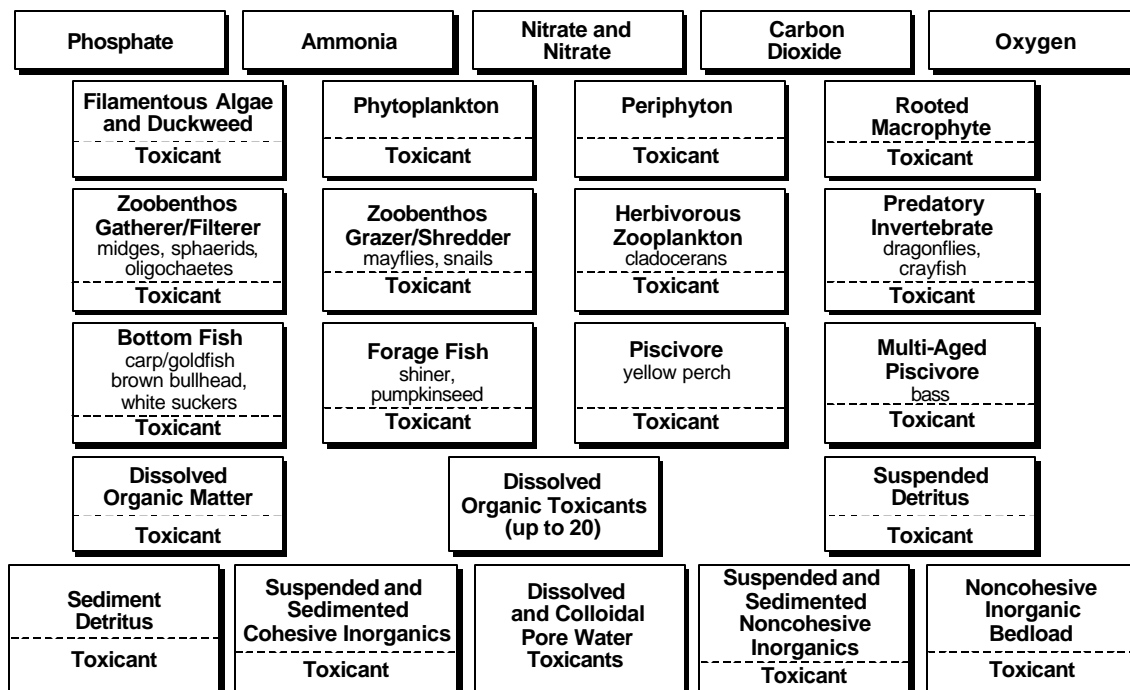 Phosphate
Ammonia
Nitrate and
Nitrate
Carbon
Dioxide
Oxygen
Filamentous Algae
and Duckweed
Toxicant
Phytoplankton
Toxicant
Periphyton
Toxicant
Rooted
Macrophyte
Toxicant
Zoobenthos
Gatherer/Filterer
midges, sphaerids,
oligochaetes
Toxicant
Zoobenthos
Grazer/Shredder
mayflies, snails
Toxicant
Herbivorous
Zooplankton
cladocerans
Toxicant
Predatory
Invertebrate
dragonflies,
crayfish
Toxicant
Bottom Fish
carp/goldfish
brown bullhead,
white suckers
Toxicant
Forage Fish
shiner,
pumpkinseed
Toxicant
Piscivore
yellow perch
Toxicant
Multi-Aged
Piscivore
bass
Toxicant
Dissolved
Organic Matter
Toxicant
Dissolved
Organic Toxicants
(up to 20)
Suspended
Detritus
Toxicant
Sediment
Detritus
Toxicant
Suspended and
Sedimented
Cohesive Inorganics
Toxicant
Dissolved
and Colloidal
Pore Water
Toxicants
Suspended and
Sedimented
Noncohesive
Inorganics
Toxicant
Noncohesive
Inorganic
Bedload
Toxicant